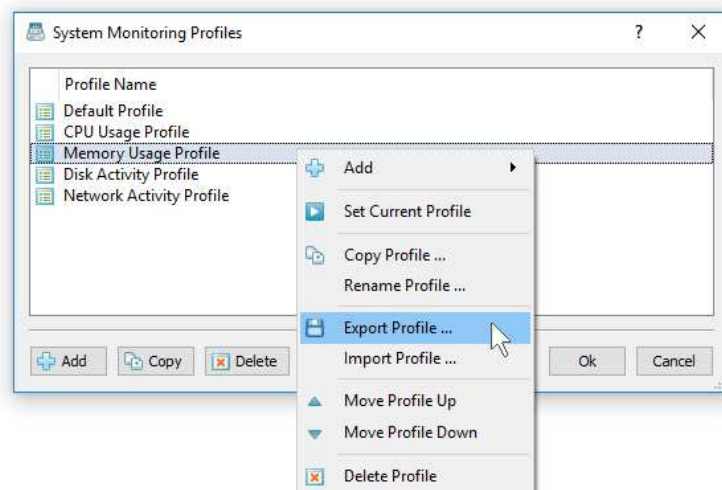 System Monitoring Profiles
?
Profile Name
Default Profile
CPU Usage Profile
Memory Usage Profile
Disk Activity Profile
Network Activity Profile
Add
Set Current Profile
Copy Profile ...
Rename Profile ...
Export Profile ...
Import Profile ...
Move Profile Up
Move Profile Down
Delete Profile
Add Copy Delete Ok Cancel